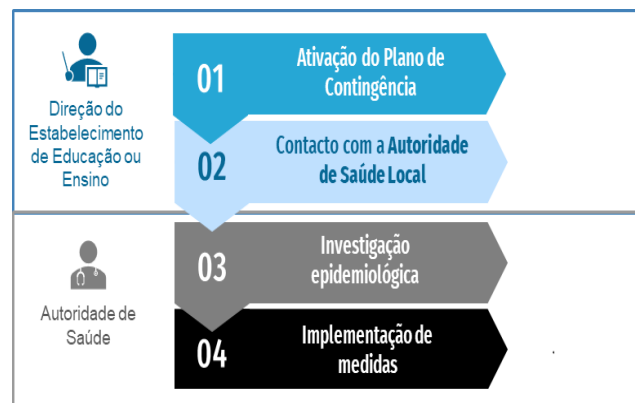 Direção do
Estabelecimento
de Educação ou
Ensino
01
Ativação do Plano de
Contingência
02
Contacto com a Autoridade
de Saúde Local
Autoridade de
Saúde
03
Investigação
epidemiológica
04
Implementação de
medidas
.